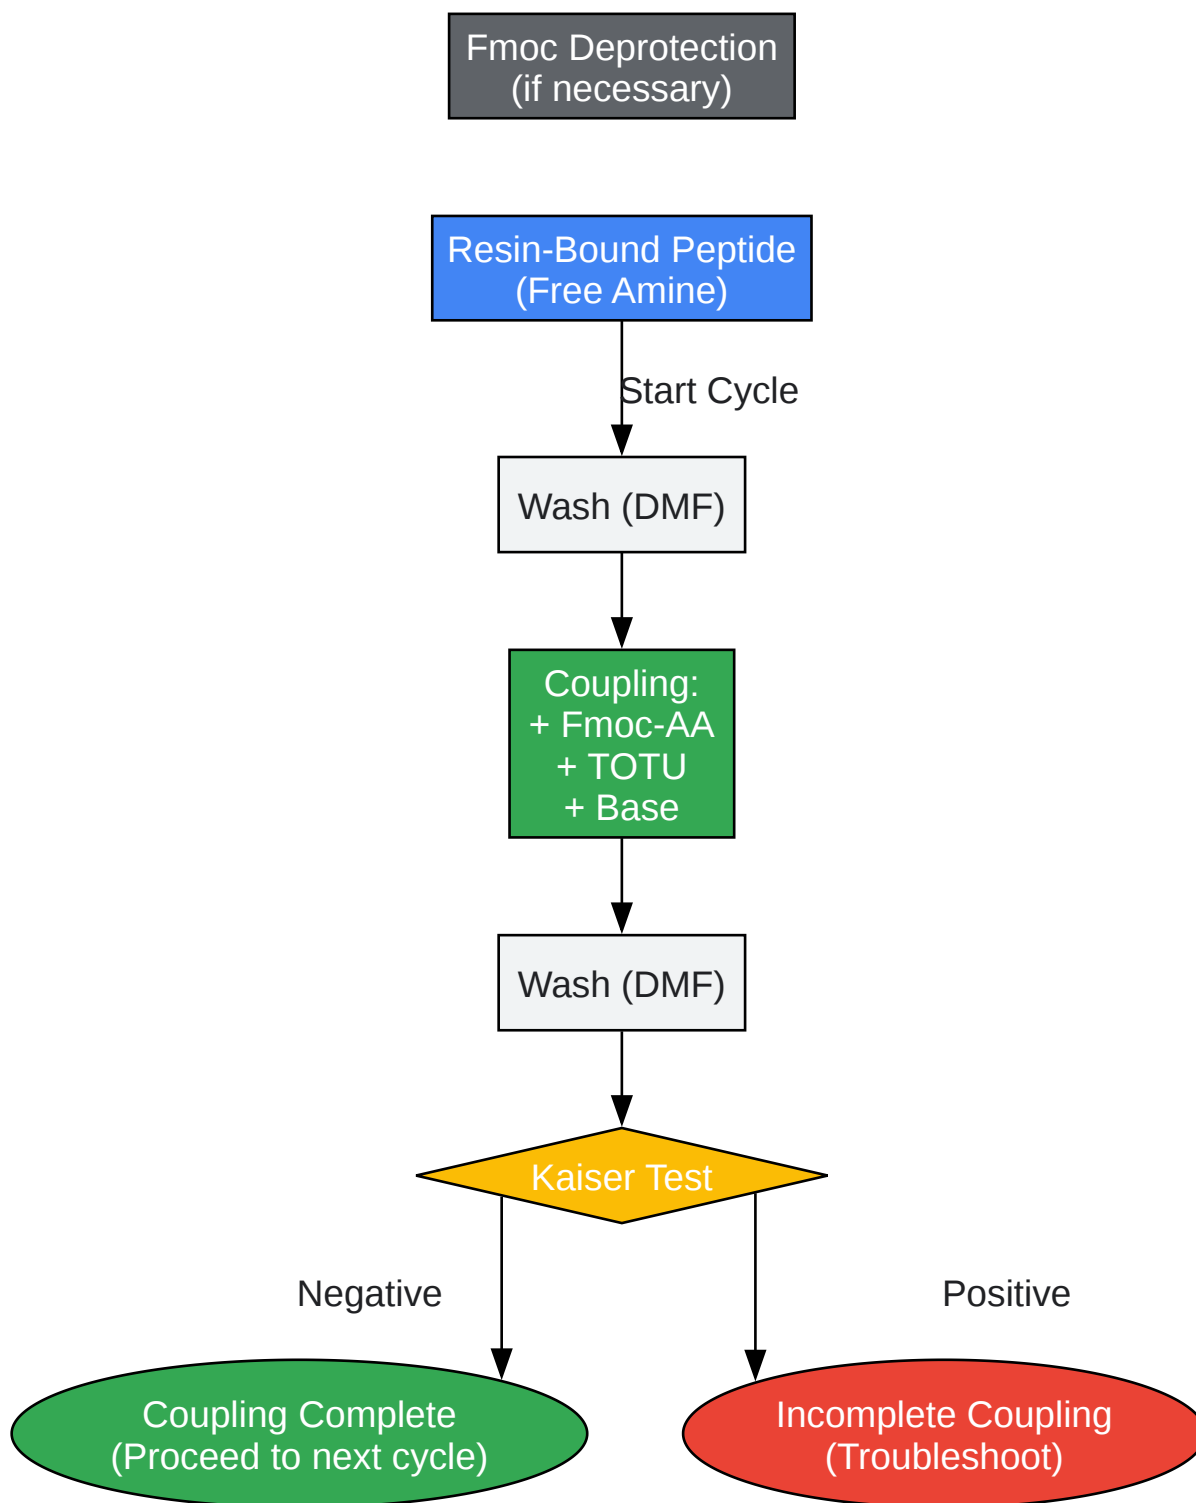 Fmoc Deprotection
(if necessary)
Resin-Bound Peptide
(Free Amine)
Start Cycle
Wash (DMF)
Coupling:
+ Fmoc-AA
+ TOTU
+ Base
Wash (DMF)
Kaiser Test
Negative
Positive
Coupling Complete
(Proceed to next cycle)
Incomplete Coupling
(Troubleshoot)